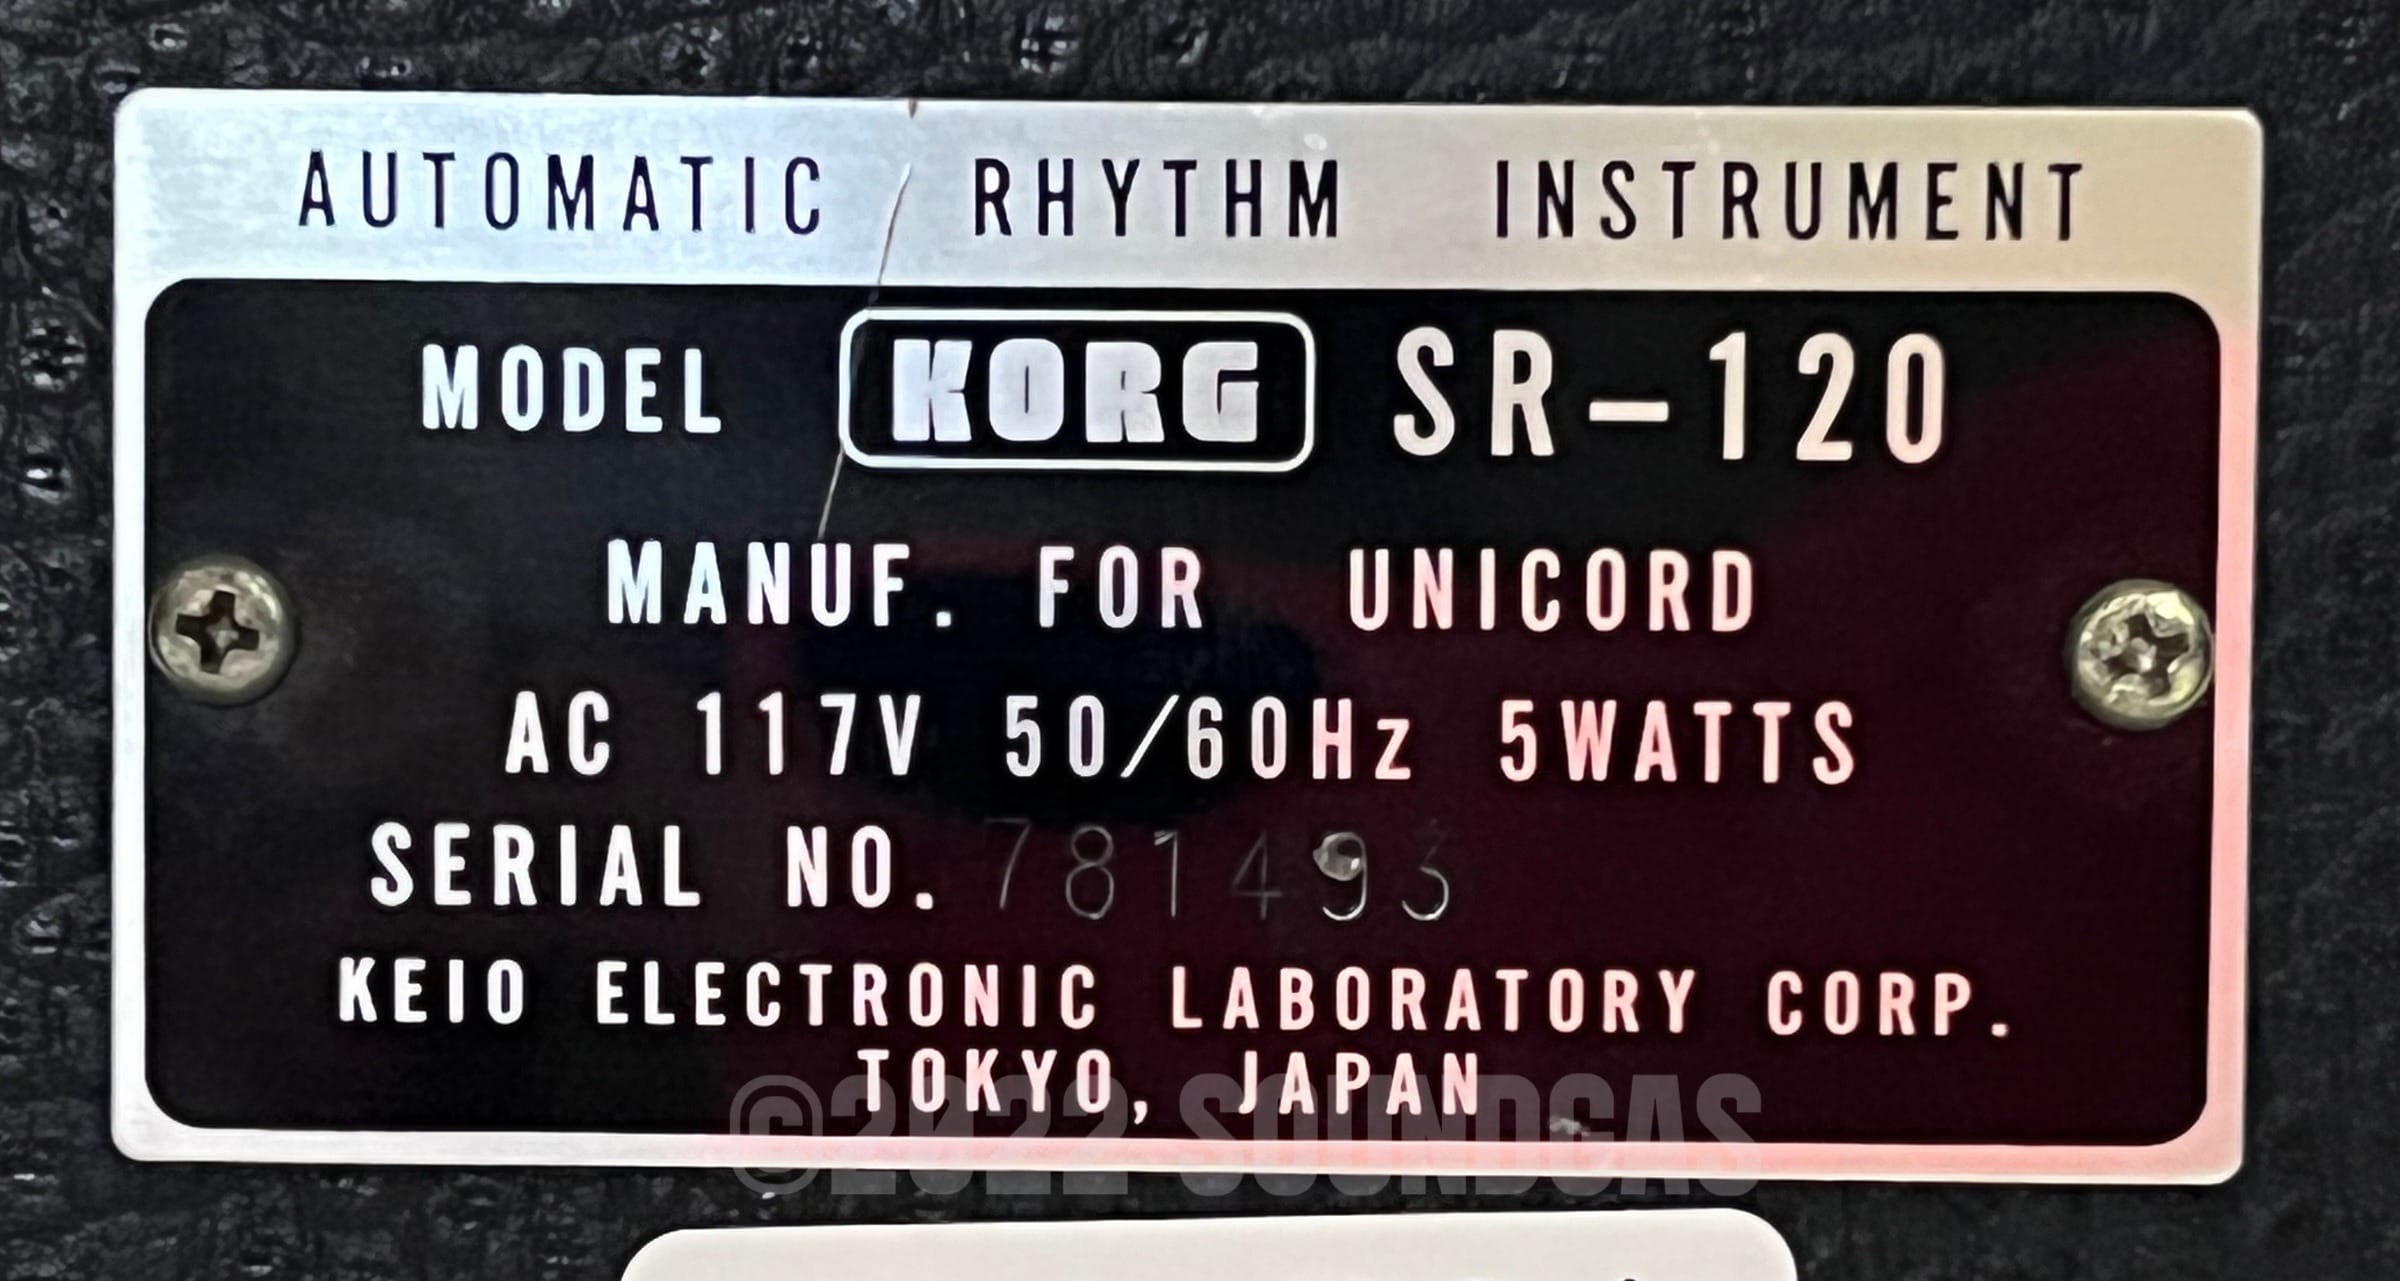 AUTOMATIC RHYTHM INSTRUMENT
MODEL KORG SR-120
MANUF. FOR UNICORD
AC 117V 50/60Hz 5WATTS
SERIAL NO. 781493
KEIO ELECTRONIC LABORATORY CORP.
TOKYO, JAPAN
©2022 SOUNDGAS